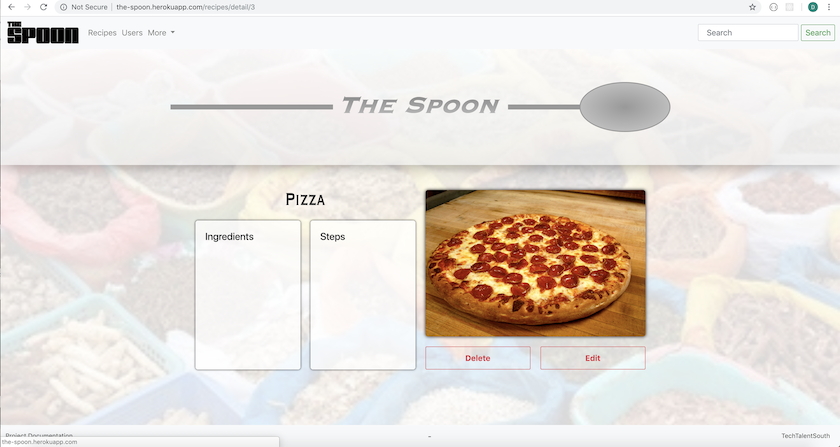 Not Secure | the-spoon.herokuapp.com/recipes/detail/3
D
THE SPOON
Recipes Users More
Search
Search
The Spoon
Pizza
Ingredients
Steps
Delete
Edit
Project Documentation
-
TechTalentSouth
the-spoon.herokuapp.com